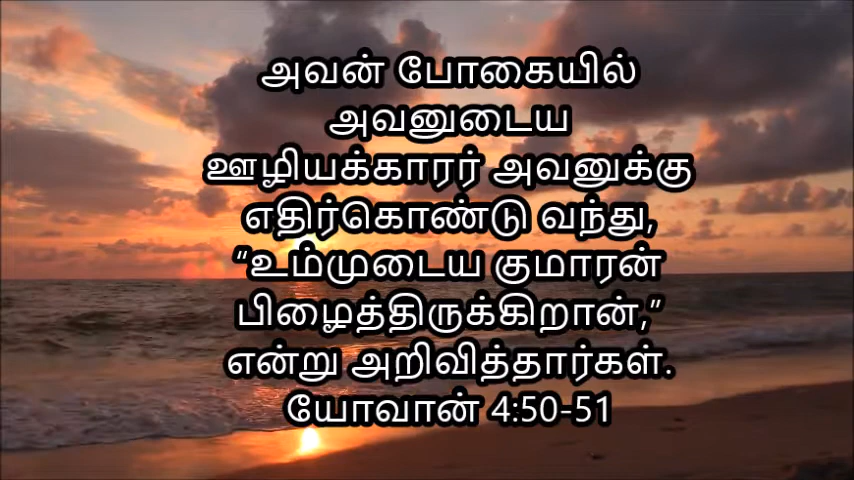 அவன் போகையில்
அவனுடைய
ஊழியக்காரர் அவனுக்கு
எதிர்கொண்டு வந்து,
“உம்முடைய குமாரன்
பிழைத்திருக்கிறான்,”
என்று அறிவித்தார்கள்.
யோவான் 4:50-51